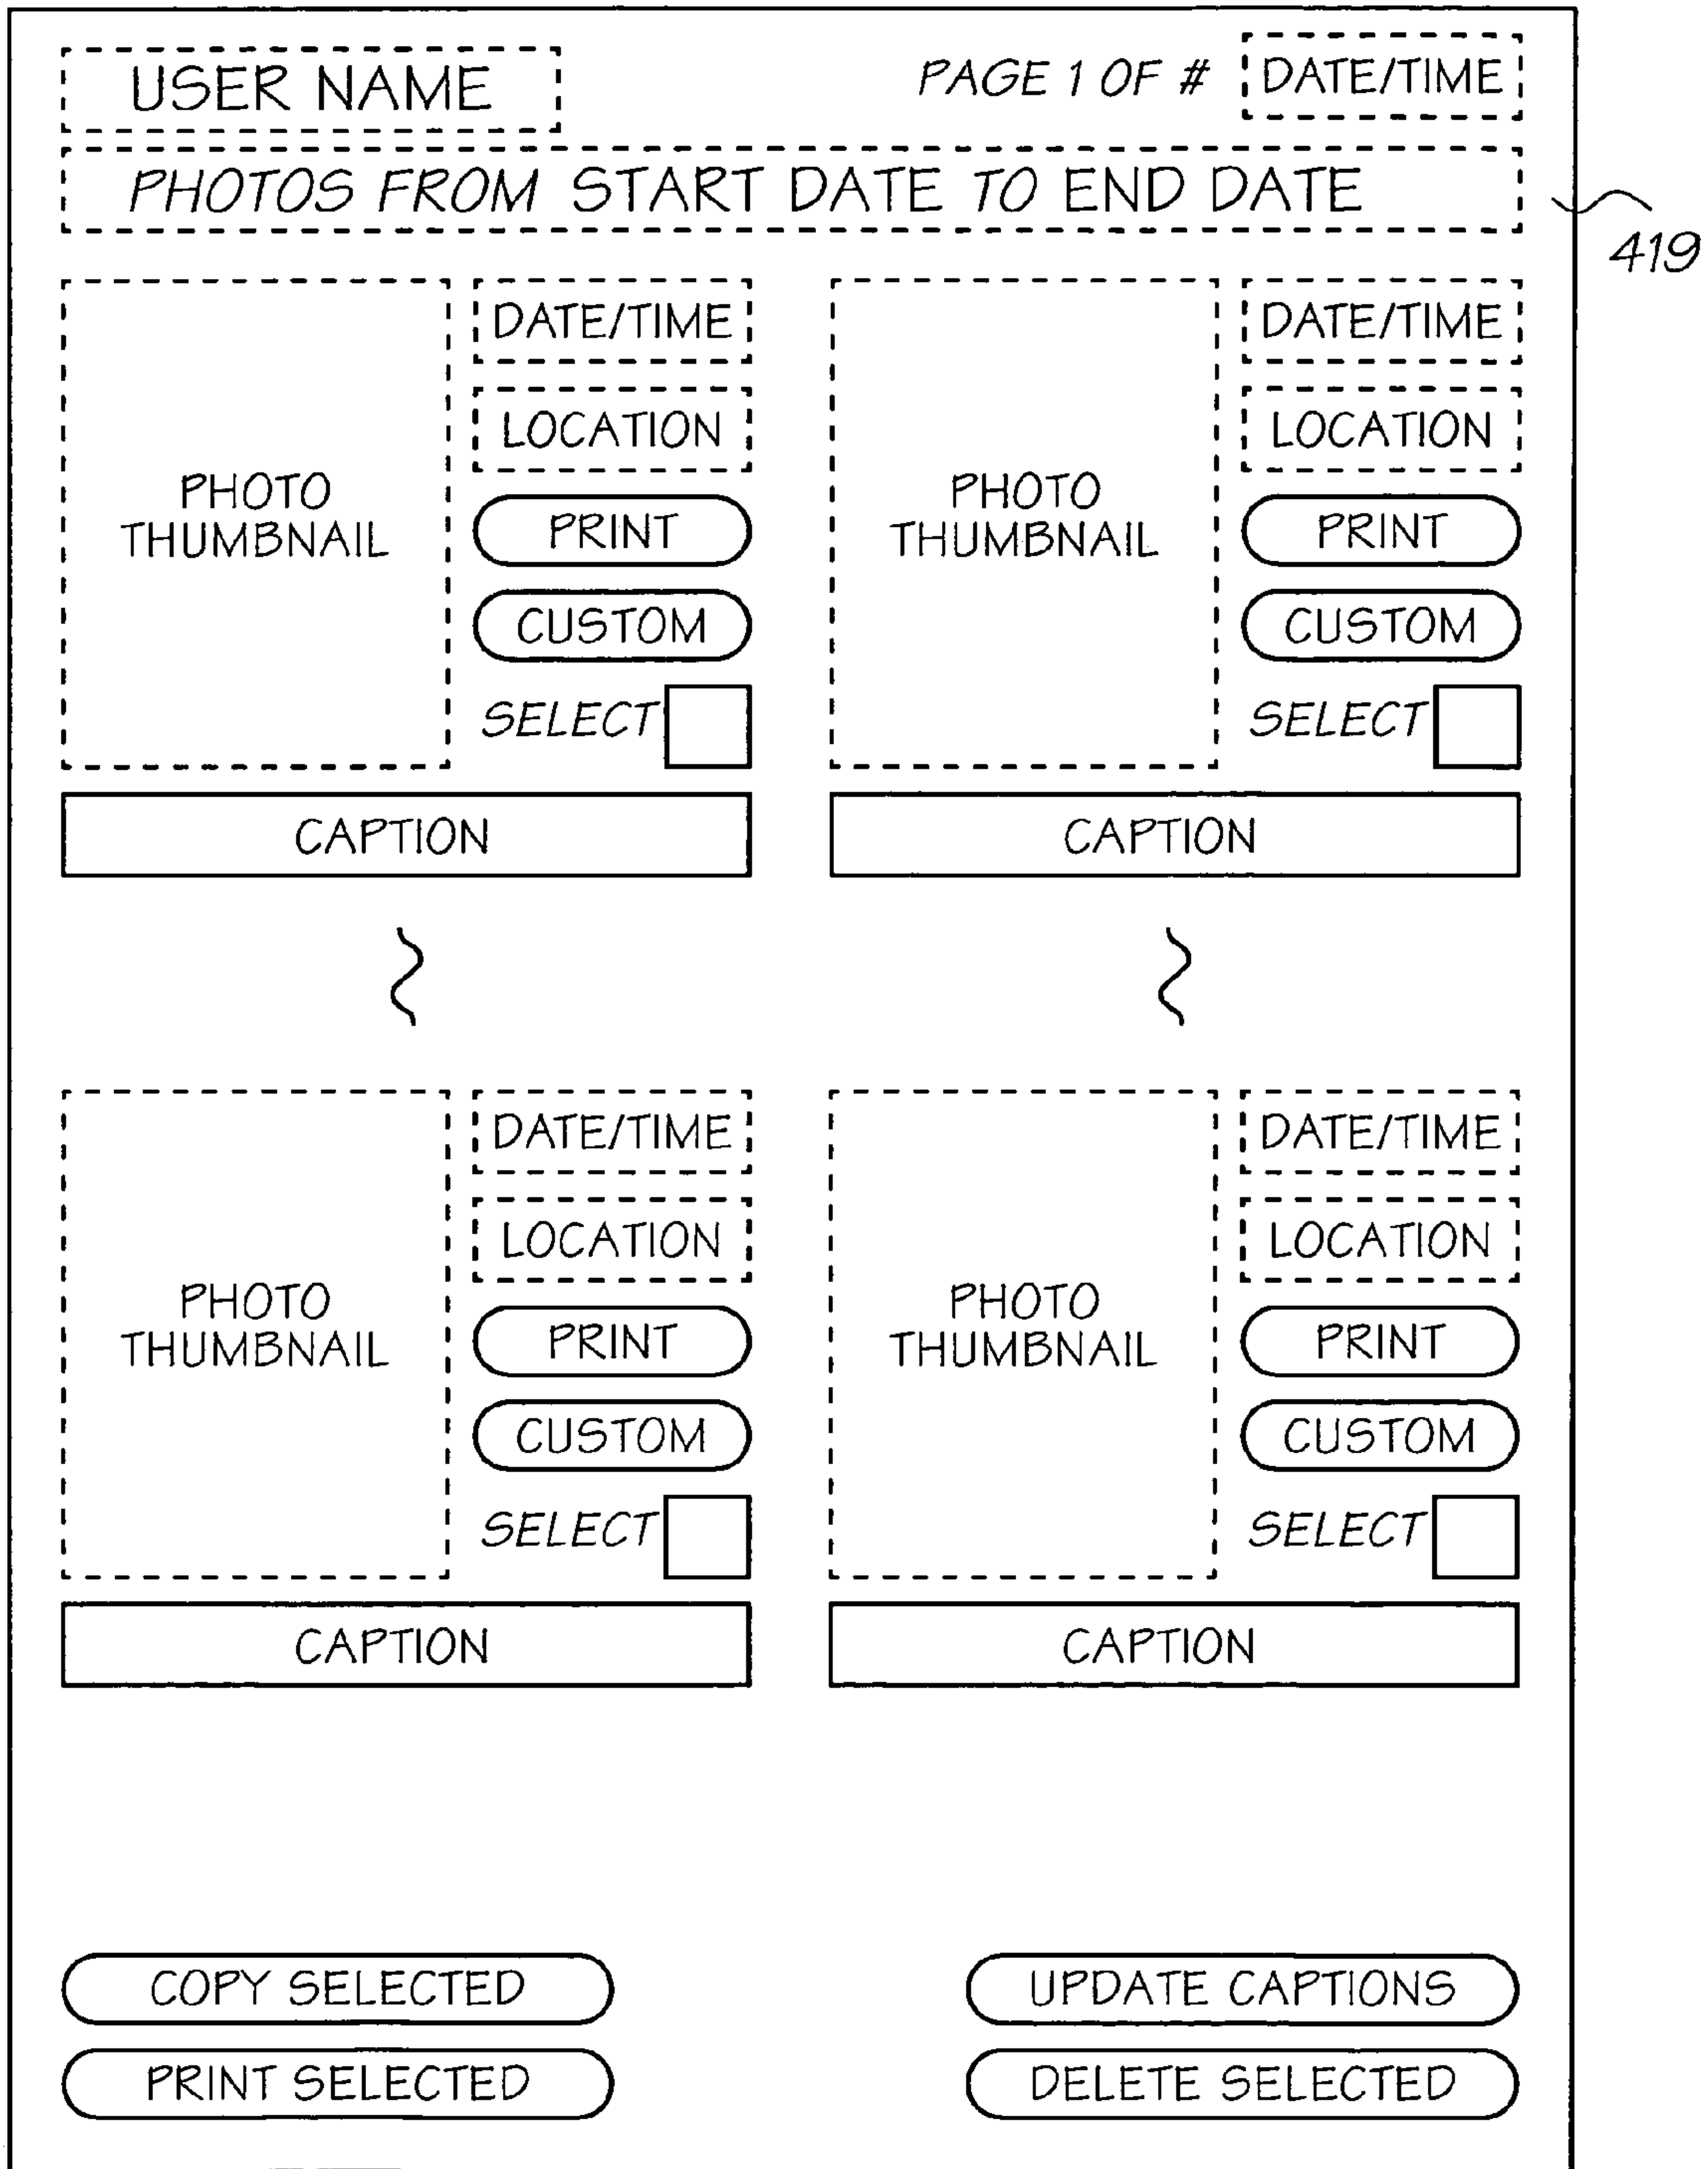 USER NAME
PAGE 1 OF #
DATE/TIME
PHOTOS FROM START DATE TO END DATE
419
PHOTO
THUMBNAIL
DATE/TIME
LOCATION
PRINT
CUSTOM
SELECT
CAPTION
PHOTO
THUMBNAIL
DATE/TIME
LOCATION
PRINT
CUSTOM
SELECT
CAPTION
PHOTO
THUMBNAIL
DATE/TIME
LOCATION
PRINT
CUSTOM
SELECT
CAPTION
PHOTO
THUMBNAIL
DATE/TIME
LOCATION
PRINT
CUSTOM
SELECT
CAPTION
COPY SELECTED
UPDATE CAPTIONS
PRINT SELECTED
DELETE SELECTED